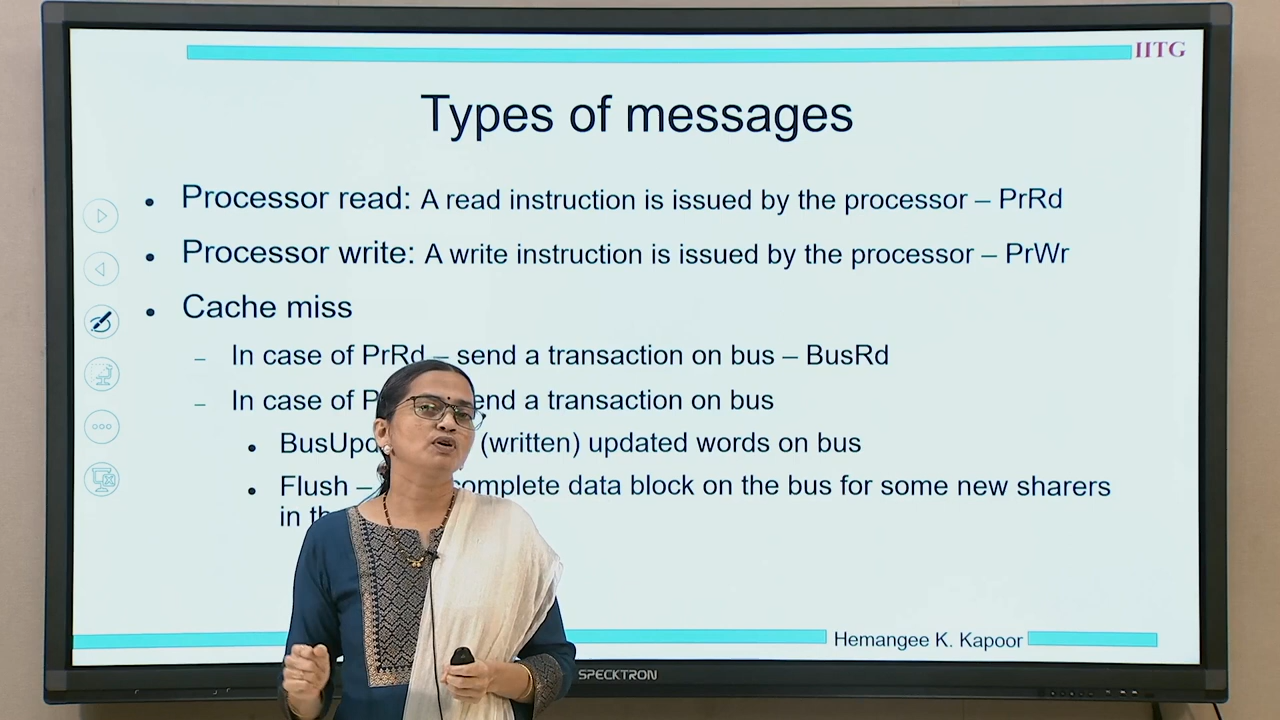 IITG
Types of messages
• Processor read: A read instruction is issued by the processor – PrRd
• Processor write: A write instruction is issued by the processor – PrWr
• Cache miss
– In case of PrRd – send a transaction on bus – BusRd
– In case of end a transaction on bus
• (written) updated words on bus
• Flush – complete data block on the bus for some new sharers
in
Hemangee K. Kapoor
SPECKTRON